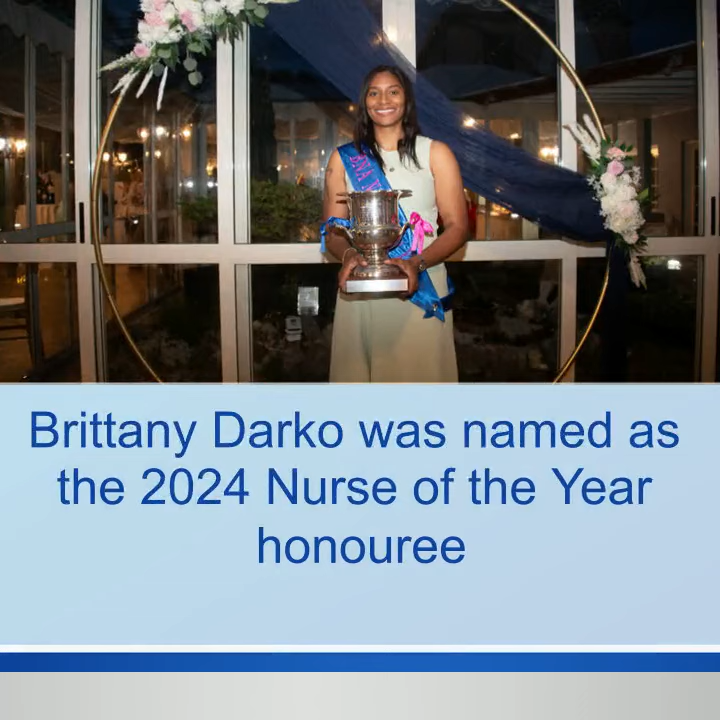 Brittany Darko was named as
the 2024 Nurse of the Year
honouree